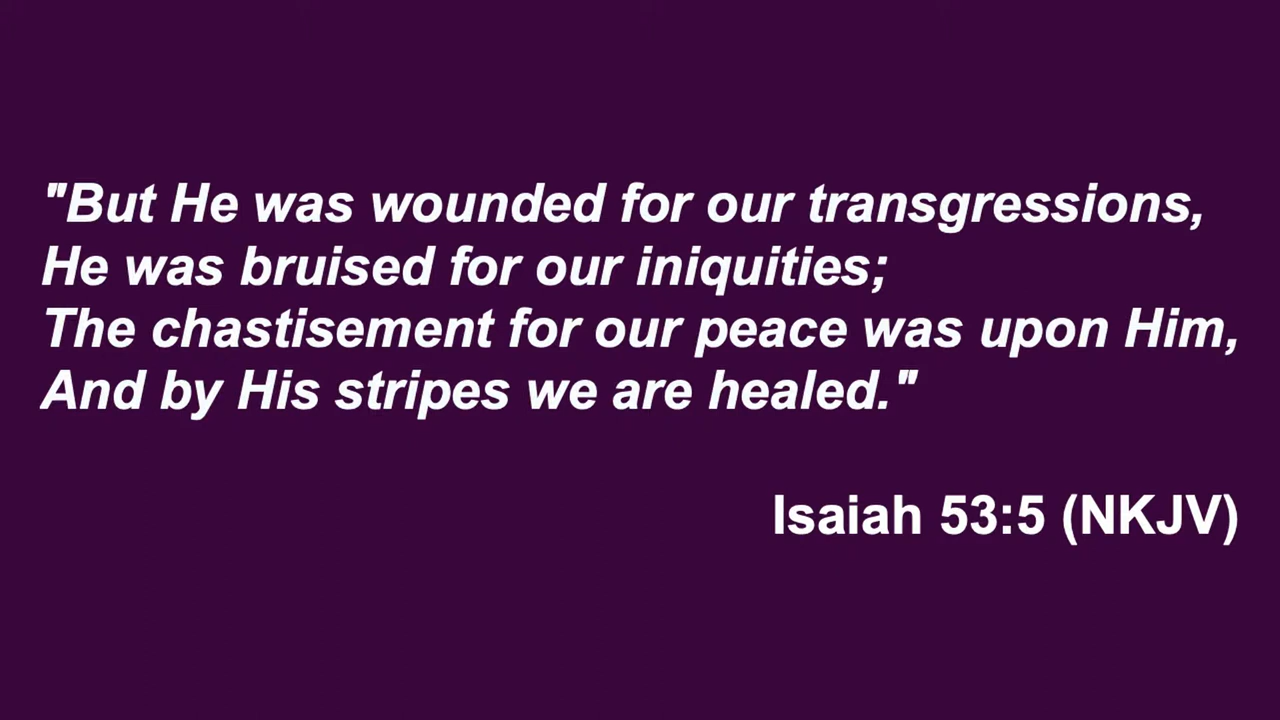 "But He was wounded for our transgressions,
He was bruised for our iniquities;
The chastisement for our peace was upon Him,
And by His stripes we are healed."
Isaiah 53:5 (NKJV)